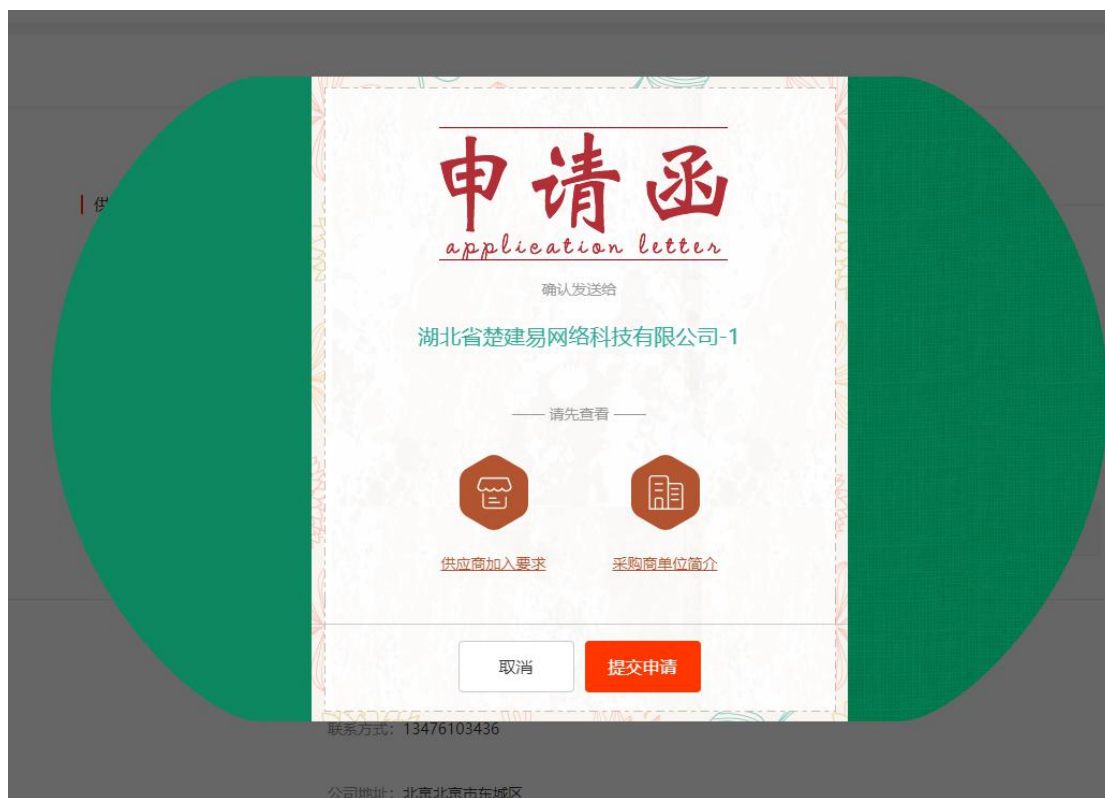 供
申请函
application letter
确认发送给
湖北省楚建易网络科技有限公司-1
—— 请先查看 ——
供应商加入要求 采购商单位简介
取消 提交申请
联系方式：13476103436
公司地址：北京北京市东城区